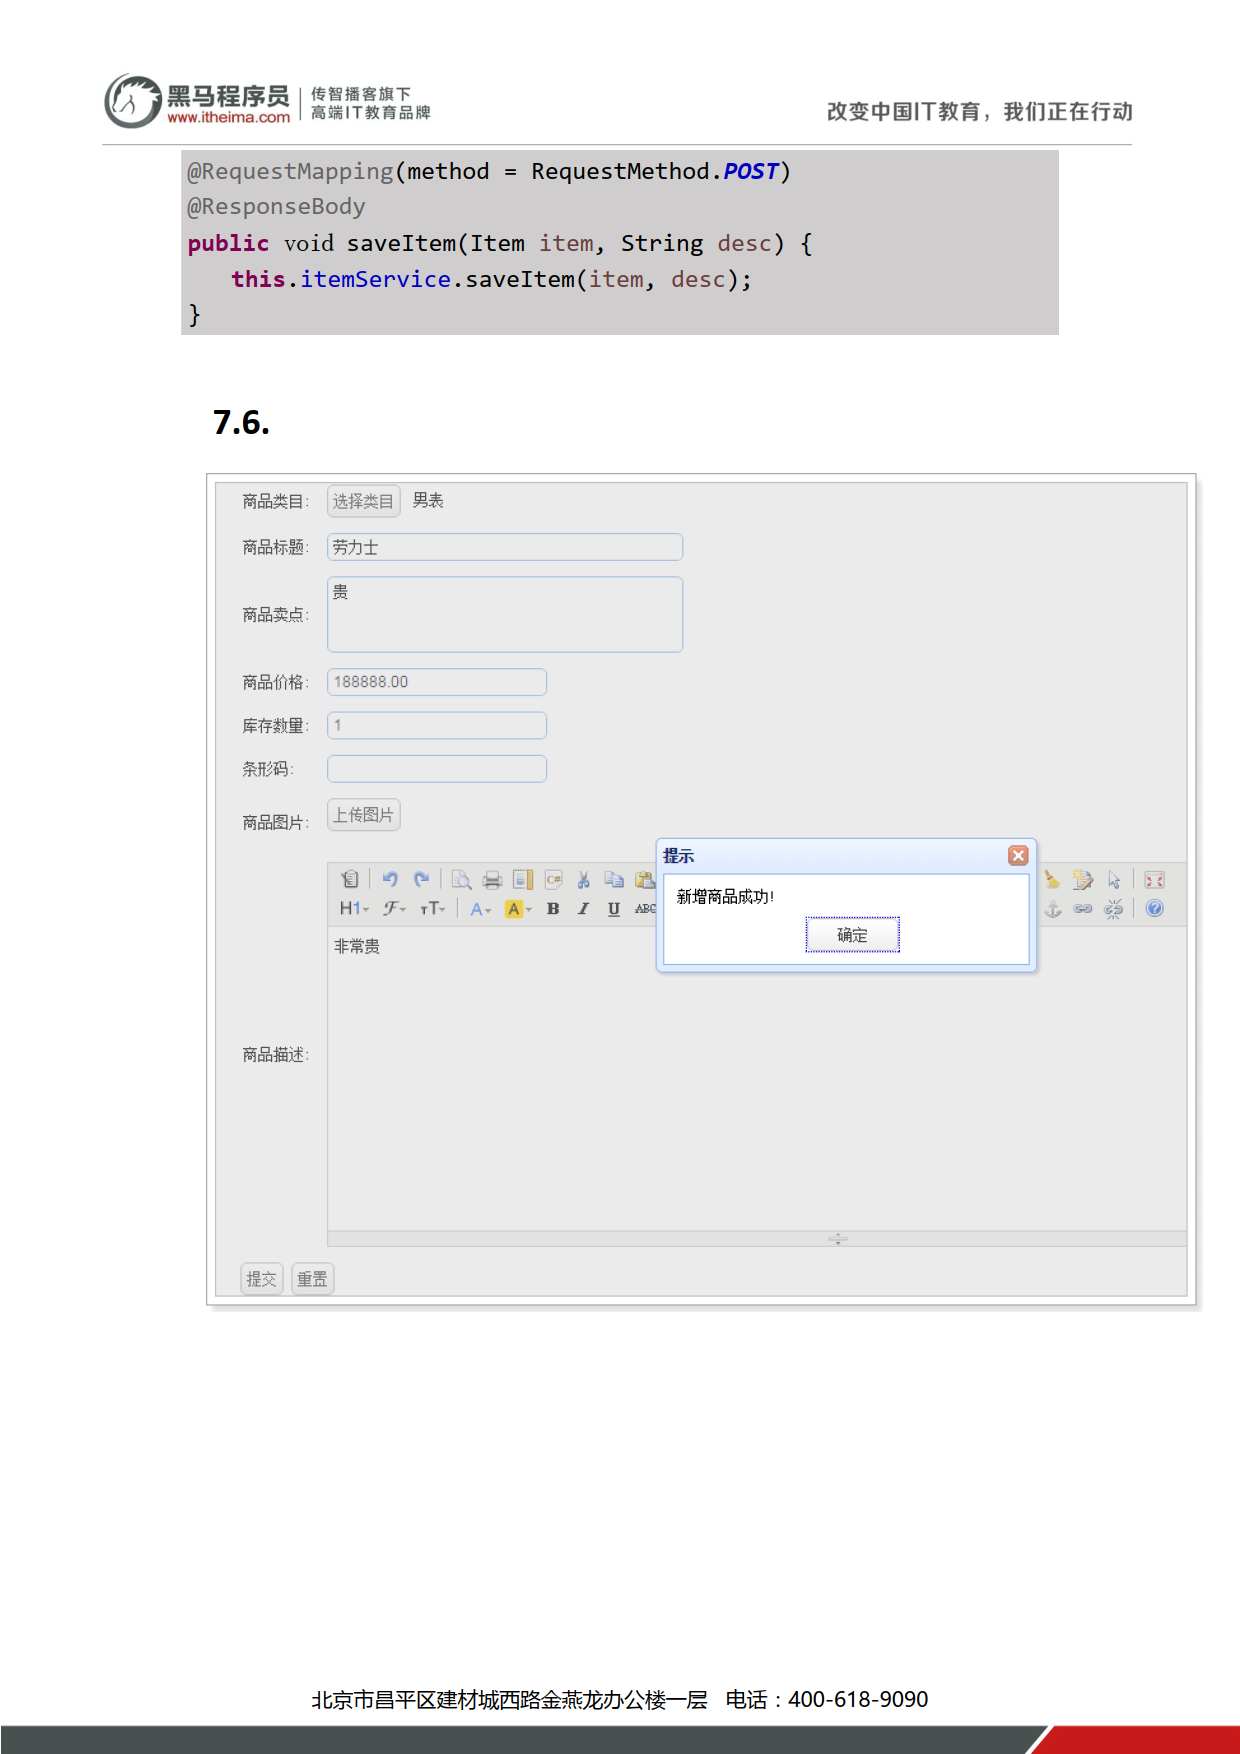 黑马程序员
www.itheima.com
传智播客旗下
高端IT教育品牌
改变中国IT教育，我们正在行动
@RequestMapping(method = RequestMethod.POST)
@ResponseBody
public void saveItem(Item item, String desc) {
this.itemService.saveItem(item, desc);
}
7.6.
商品类目: 选择类目 男表
商品标题: 劳力士
商品卖点: 贵
商品价格: 188888.00
库存数量: 1
条形码:
商品图片: 上传图片
提示
新增商品成功!
确定
H1 F тT A A B I U ABC
非常贵
商品描述:
提交 重置
北京市昌平区建材城西路金燕龙办公楼一层 电话：400-618-9090